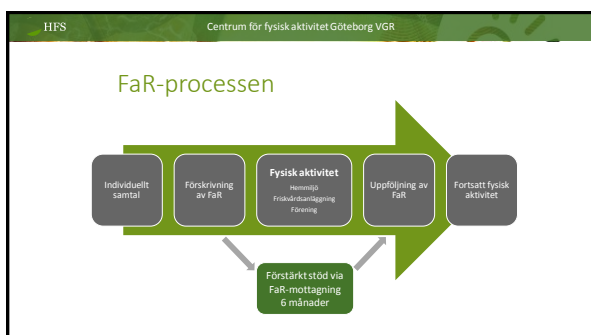 HFS
Centrum för fysisk aktivitet Göteborg VGR
FaR-processen
Individuellt
samtal
Förskrivning
av FaR
Fysisk aktivitet
Hemmiljö
Friskvårdsanläggning
Förening
Uppföljning av
FaR
Fortsatt fysisk
aktivitet
Förstärkt stöd via
FaR-mottagning
6 månader